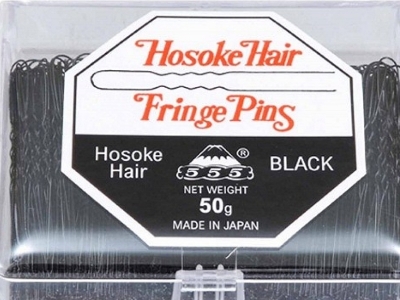 Hosoke Hair
Fringe Pins
Hosoke
Hair
555
®
BLACK
NET WEIGHT
50g
MADE IN JAPAN